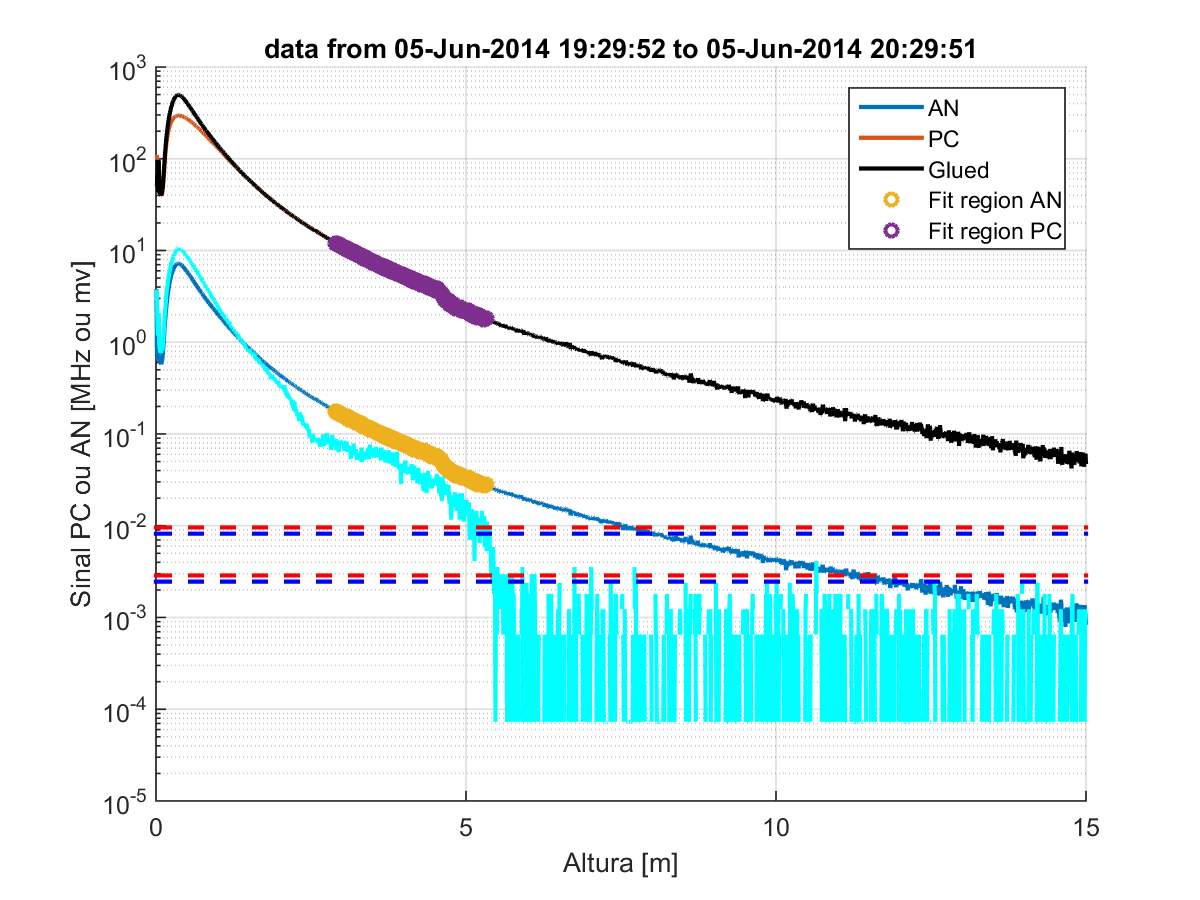 data from 05-Jun-2014 19:29:52 to 05-Jun-2014 20:29:51
Sinal PC ou AN [MHz ou mv]
10^3
10^2
10^1
10^0
10^-1
10^-2
10^-3
10^-4
10^-5
AN
PC
Glued
Fit region AN
Fit region PC
0 5 10 15
Altura [m]